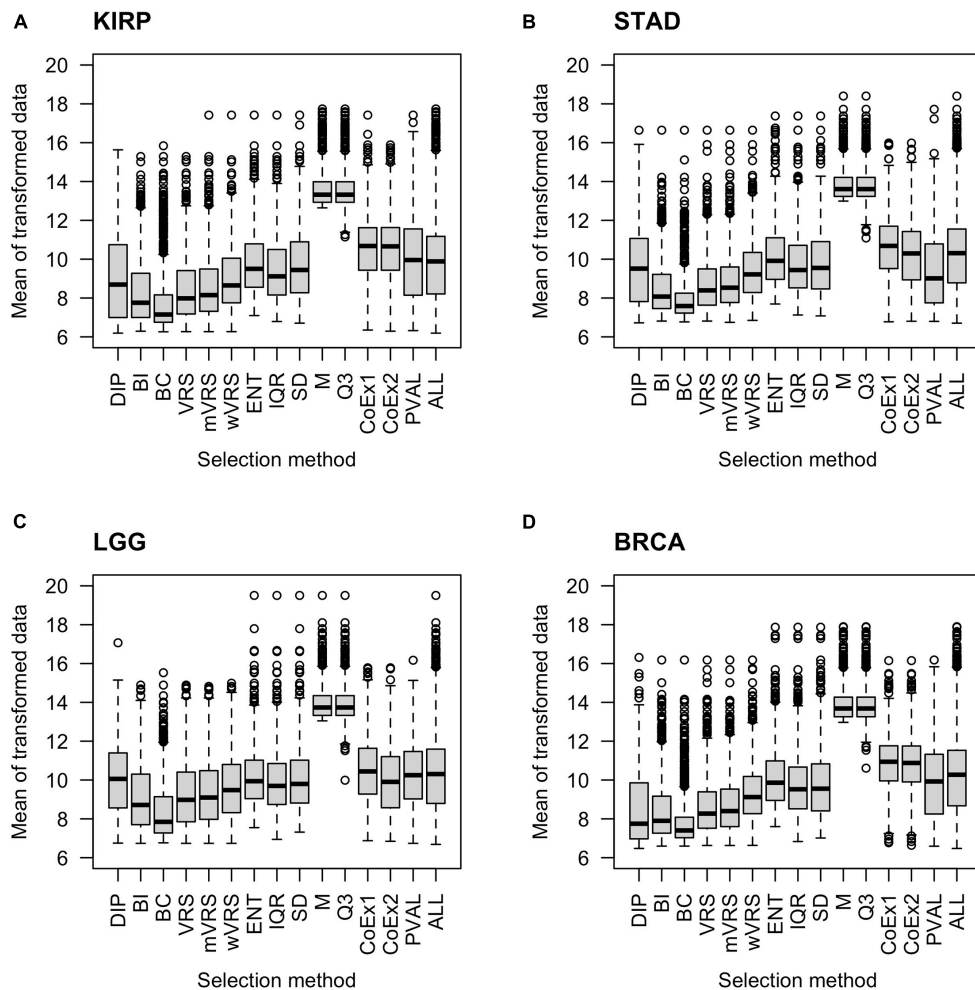 A KIRP
Mean of transformed data
20
18
16
14
12
10
8
6
DIP
BI
BC
VRS
mVRS
wVRS
ENT
IQR
SD
M
Q3
CoEx1
CoEx2
PVAL
ALL
Selection method
B STAD
Mean of transformed data
20
18
16
14
12
10
8
6
DIP
BI
BC
VRS
mVRS
wVRS
ENT
IQR
SD
M
Q3
CoEx1
CoEx2
PVAL
ALL
Selection method
C
LGG
Mean of transformed data
20
18
16
14
12
10
8
6
DIP
BI
BC
VRS
mVRS
wVRS
ENT
IQR
SD
M
Q3
CoEx1
CoEx2
PVAL
ALL
Selection method
D
BRCA
Mean of transformed data
20
18
16
14
12
10
8
6
DIP
BI
BC
VRS
mVRS
wVRS
ENT
IQR
SD
M
Q3
CoEx1
CoEx2
PVAL
ALL
Selection method